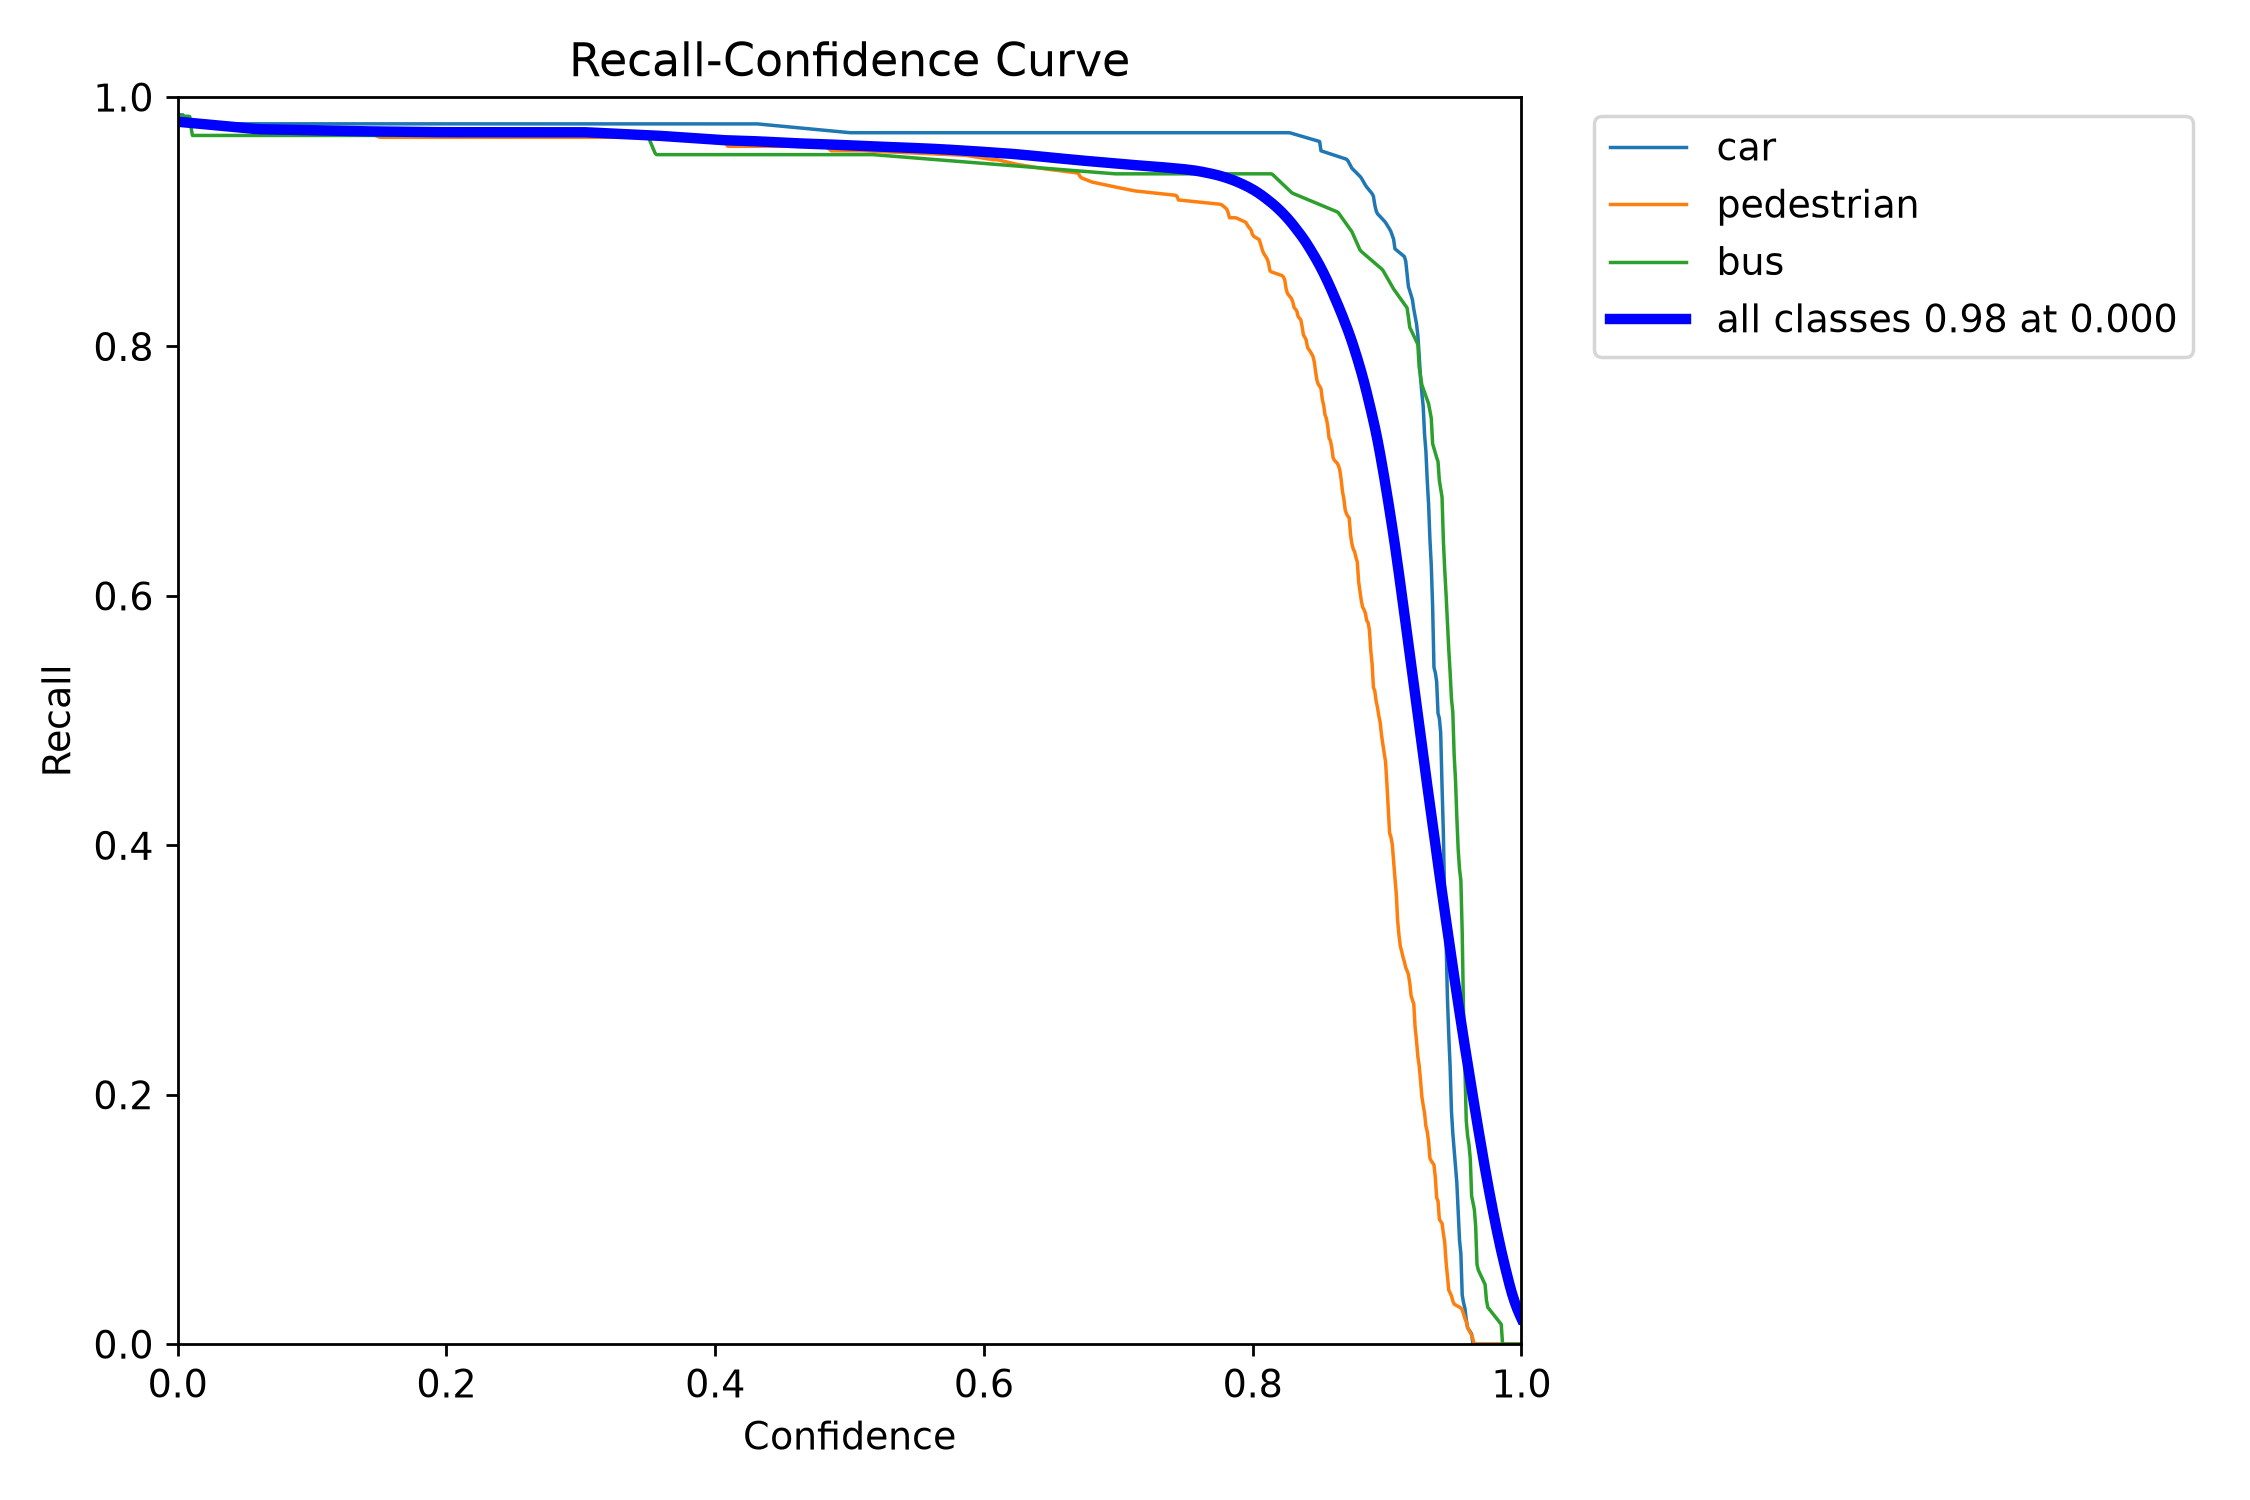 Recall-Confidence Curve
1.0
0.8
0.6
0.4
0.2
0.0
Recall
0.0 0.2 0.4 0.6 0.8 1.0
Confidence
car
pedestrian
bus
all classes 0.98 at 0.000